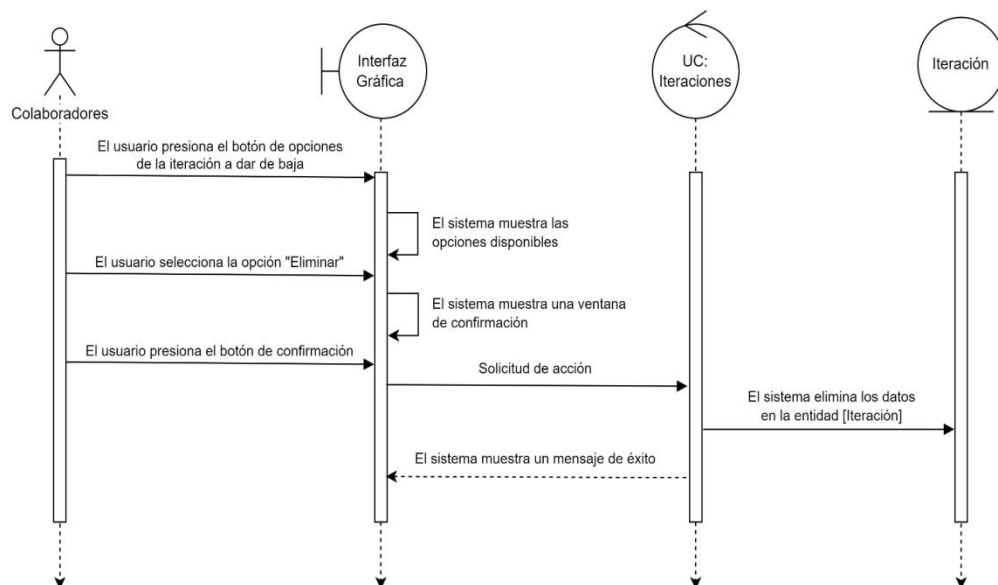 Interfaz
Gráfica
UC:
Iteraciones
Iteración
Colaboradores
El usuario presiona el botón de opciones
de la iteración a dar de baja
El sistema muestra las
opciones disponibles
El usuario selecciona la opción "Eliminar"
El sistema muestra una ventana
de confirmación
El usuario presiona el botón de confirmación
Solicitud de acción
El sistema elimina los datos
en la entidad [Iteración]
El sistema muestra un mensaje de éxito